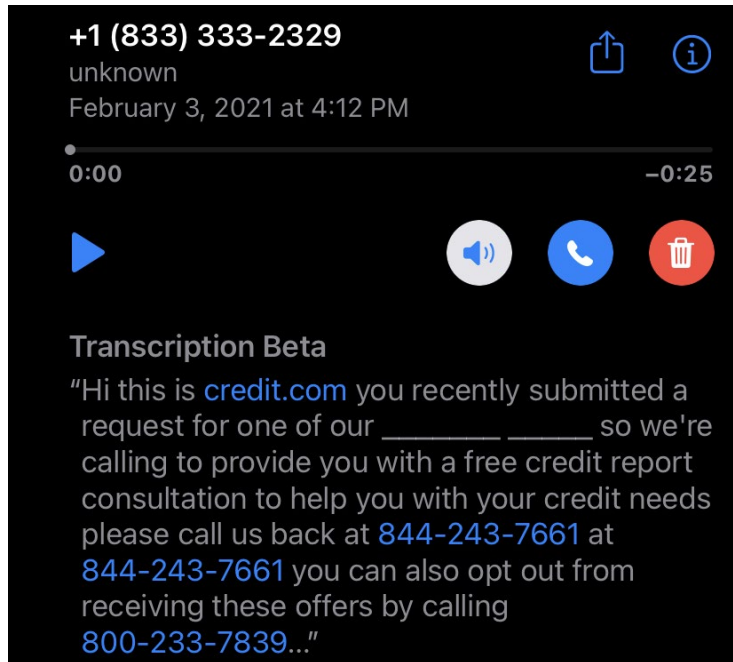 +1 (833) 333-2329
unknown
February 3, 2021 at 4:12 PM
0:00 −0:25
Transcription Beta
“Hi this is credit.com you recently submitted a
request for one of our _______ _____ so we're
calling to provide you with a free credit report
consultation to help you with your credit needs
please call us back at 844-243-7661 at
844-243-7661 you can also opt out from
receiving these offers by calling
800-233-7839...”